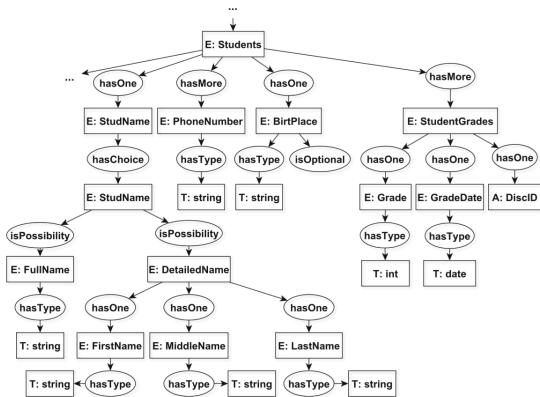 ...
E: Students
...
hasOne hasMore hasOne hasMore
E: StudName E: PhoneNumber E: BirtPlace E: StudentGrades
hasChoice hasType hasType isOptional hasOne hasOne hasOne
E: StudName T: string T: string E: Grade E: GradeDate A: DiscID
isPossibility isPossibility hasType hasType
E: FullName E: DetailedName T: int T: date
hasType hasOne hasOne hasOne
T: string E: FirstName E: MiddleName E: LastName
T: string hasType hasType T: string hasType T: string